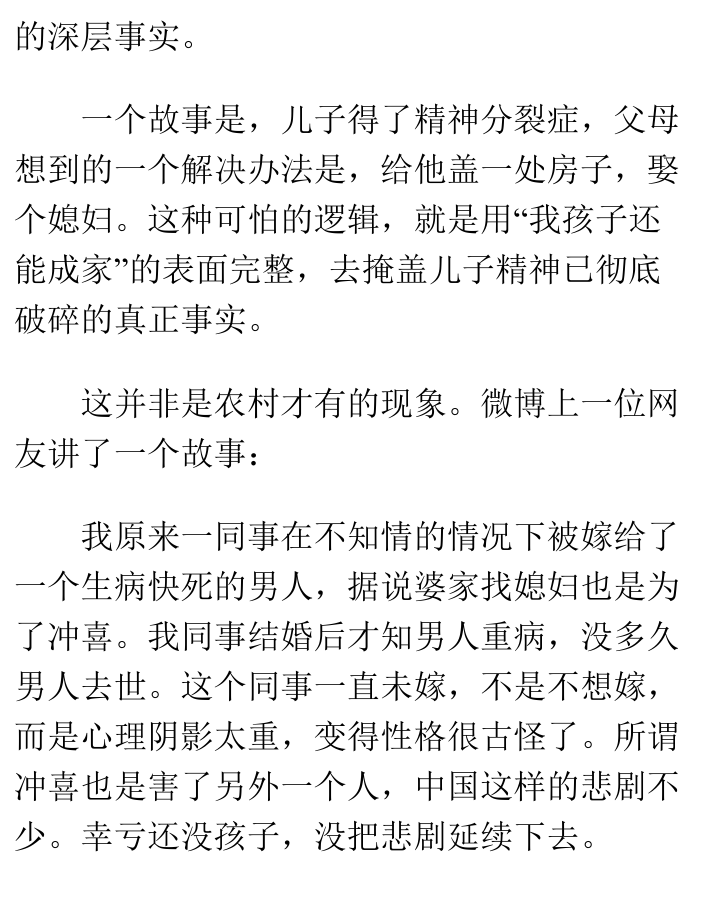 的深层事实。
一个故事是，儿子得了精神分裂症，父母
想到的一个解决办法是，给他盖一处房子，娶
个媳妇。这种可怕的逻辑，就是用“我孩子还
能成家”的表面完整，去掩盖儿子精神已彻底
破碎的真正事实。
这并非是农村才有的现象。微博上一位网
友讲了一个故事：
我原来一同事在不知情的情况下被嫁给了
一个生病快死的男人，据说婆家找媳妇也是为
了冲喜。我同事结婚后才知男人重病，没多久
男人去世。这个同事一直未嫁，不是不想嫁，
而是心理阴影太重，变得性格很古怪了。所谓
冲喜也是害了另外一个人，中国这样的悲剧不
少。幸亏还没孩子，没把悲剧延续下去。